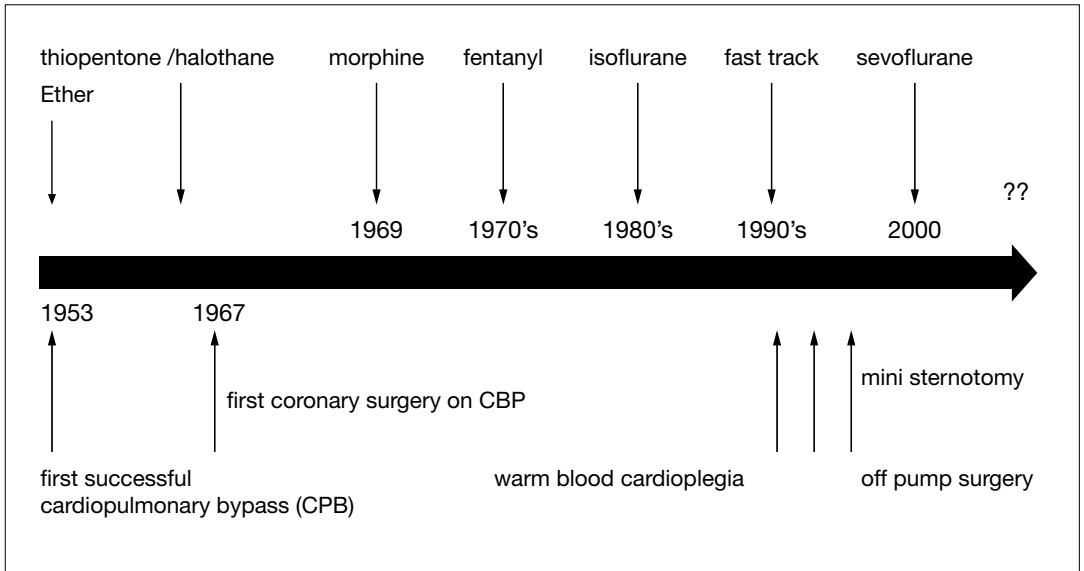 thiopentone /halothane
morphine
fentanyl
isoflurane
fast track
sevoflurane
Ether
??
1969
1970's
1980's
1990's
2000
1953
1967
first coronary surgery on CBP
mini sternotomy
first successful
cardiopulmonary bypass (CPB)
warm blood cardioplegia
off pump surgery